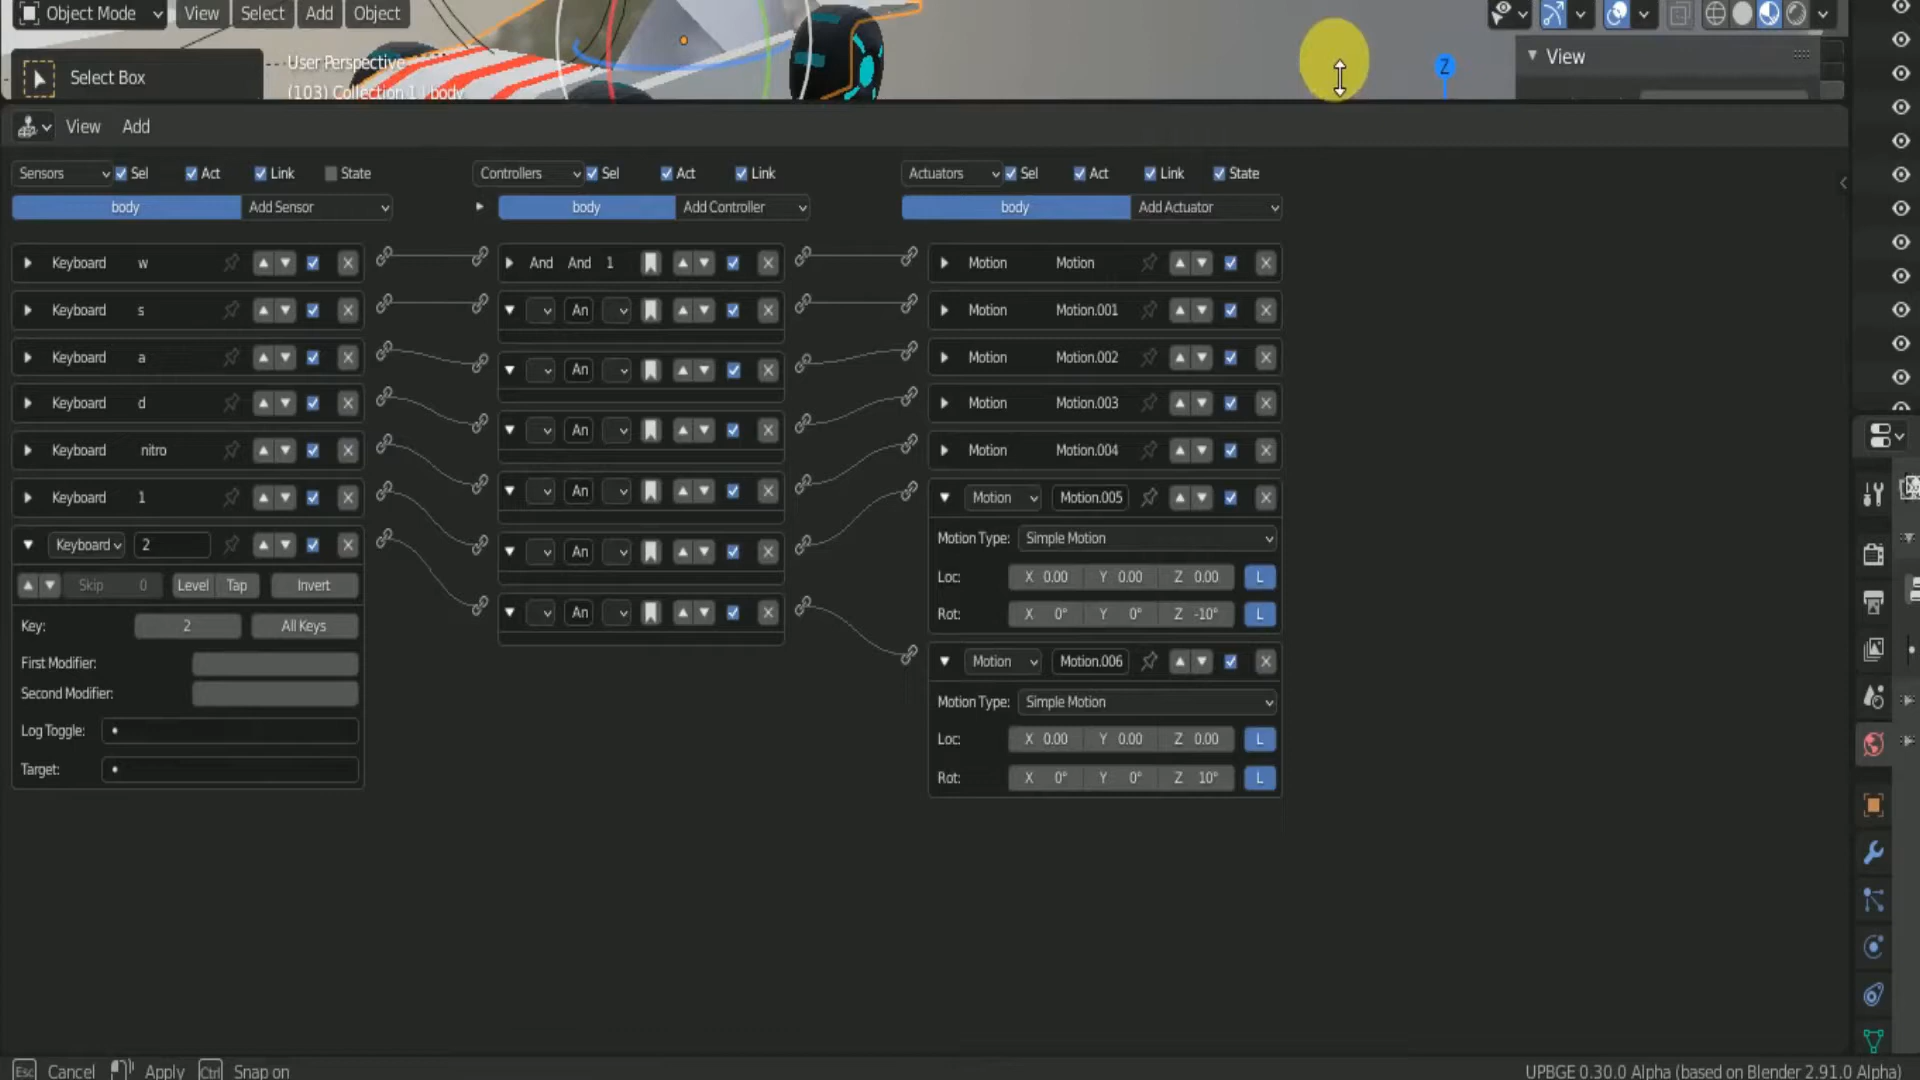 Object Mode View Select Add Object
Select Box
User Perspective
(103) Collection 1 | body
Z
View
View Add
Sensors Sel Act Link State
Controllers Sel Act Link
Actuators Sel Act Link State
body Add Sensor
body Add Controller
body Add Actuator
Keyboard w
And And 1
Motion Motion
Keyboard s
An
Motion Motion.001
Keyboard a
An
Motion Motion.002
Keyboard d
An
Motion Motion.003
Keyboard nitro
An
Motion Motion.004
Keyboard 1
An
Motion Motion.005
Motion Type: Simple Motion
Loc: X 0.00 Y 0.00 Z 0.00 L
Rot: X 0° Y 0° Z -10° L
Keyboard 2
An
Skip 0 Level Tap Invert
Key: 2 All Keys
First Modifier:
Second Modifier:
Log Toggle:
Target:
Motion Motion.006
Motion Type: Simple Motion
Loc: X 0.00 Y 0.00 Z 0.00 L
Rot: X 0° Y 0° Z 10° L
Esc Cancel Apply Ctrl Snap on
UPBGE 0.30.0 Alpha (based on Blender 2.91.0 Alpha)